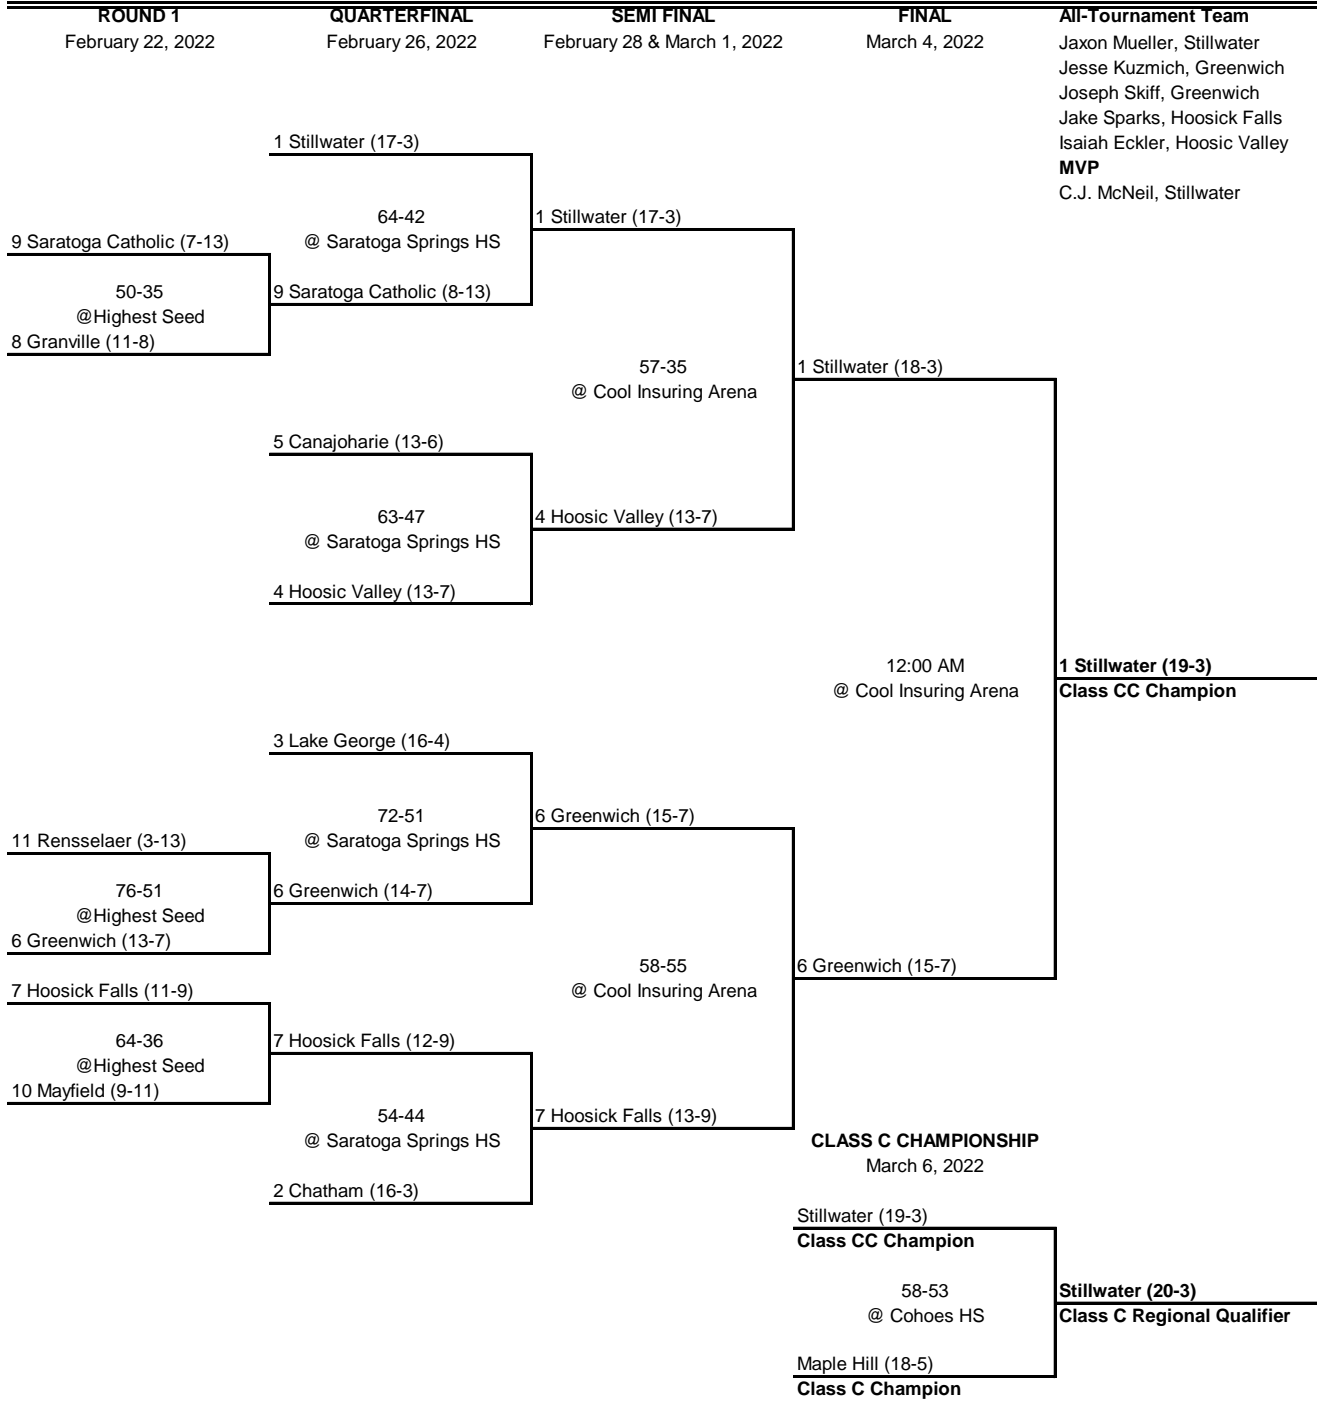 ROUND 1
February 22, 2022
QUARTERFINAL
February 26, 2022
SEMI FINAL
February 28 & March 1, 2022
FINAL
March 4, 2022
All-Tournament Team
Jaxon Mueller, Stillwater
Jesse Kuzmich, Greenwich
Joseph Skiff, Greenwich
Jake Sparks, Hoosick Falls
Isaiah Eckler, Hoosic Valley
MVP
C.J. McNeil, Stillwater
9 Saratoga Catholic (7-13)
50-35
@Highest Seed
8 Granville (11-8)
11 Rensselaer (3-13)
76-51
@Highest Seed
6 Greenwich (13-7)
7 Hoosick Falls (11-9)
64-36
@Highest Seed
10 Mayfield (9-11)
1 Stillwater (17-3)
64-42
@ Saratoga Springs HS
9 Saratoga Catholic (8-13)
5 Canajoharie (13-6)
63-47
@ Saratoga Springs HS
4 Hoosic Valley (13-7)
3 Lake George (16-4)
72-51
@ Saratoga Springs HS
6 Greenwich (14-7)
7 Hoosick Falls (12-9)
54-44
@ Saratoga Springs HS
2 Chatham (16-3)
1 Stillwater (17-3)
57-35
@ Cool Insuring Arena
4 Hoosic Valley (13-7)
6 Greenwich (15-7)
58-55
@ Cool Insuring Arena
7 Hoosick Falls (13-9)
1 Stillwater (18-3)
12:00 AM
@ Cool Insuring Arena
6 Greenwich (15-7)
1 Stillwater (19-3)
Class CC Champion
CLASS C CHAMPIONSHIP
March 6, 2022
Stillwater (19-3)
Class CC Champion
58-53
@ Cohoes HS
Maple Hill (18-5)
Class C Champion
Stillwater (20-3)
Class C Regional Qualifier